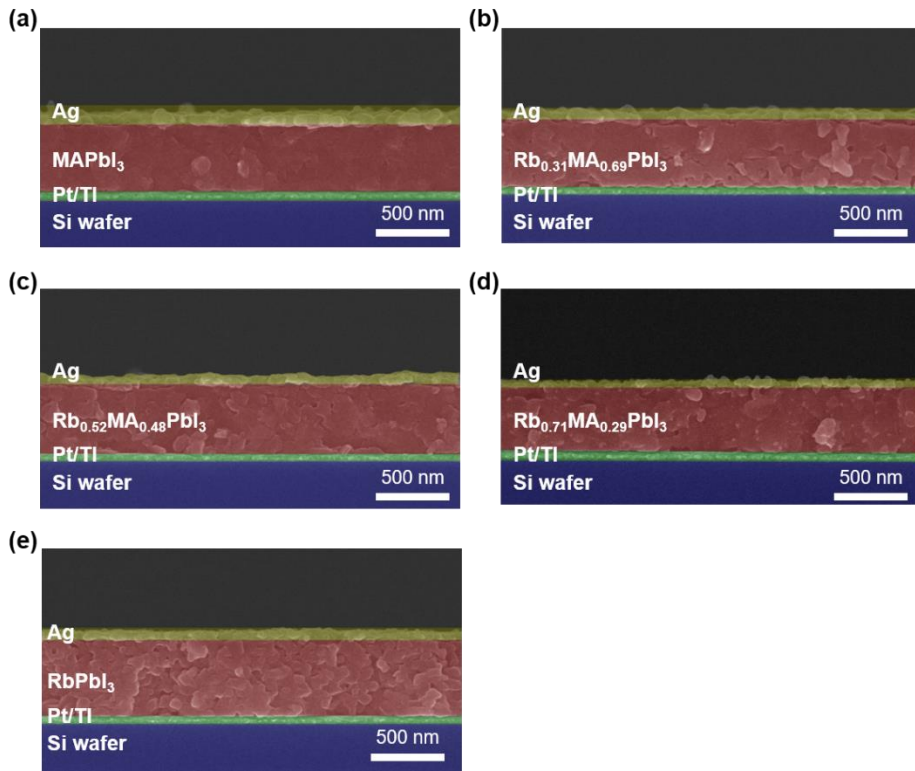 (a)
Ag
MAPbI₃
Pt/TI
Si wafer
500 nm
(b)
Ag
Rb₀.₃₁MA₀.₆₉PbI₃
Pt/TI
Si wafer
500 nm
(c)
Ag
Rb₀.₅₂MA₀.₄₈PbI₃
Pt/TI
Si wafer
500 nm
(d)
Ag
Rb₀.₇₁MA₀.₂₉PbI₃
Pt/TI
Si wafer
500 nm
(e)
Ag
RbPbI₃
Pt/TI
Si wafer
500 nm